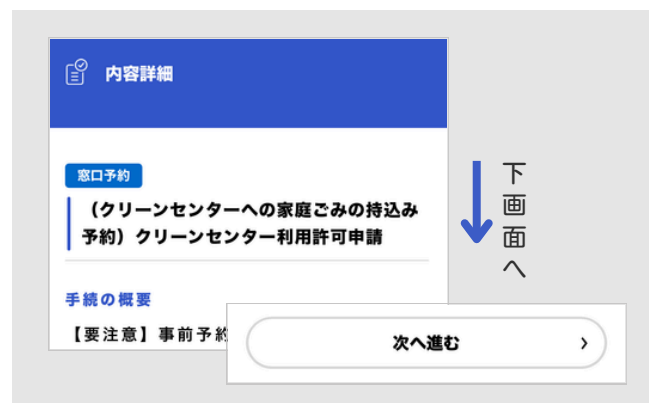 内容詳細
窓口予約
（クリーンセンターへの家庭ごみの持込み
予約）クリーンセンター利用許可申請
手続の概要
【要注意】事前予約
次へ進む
下画面へ